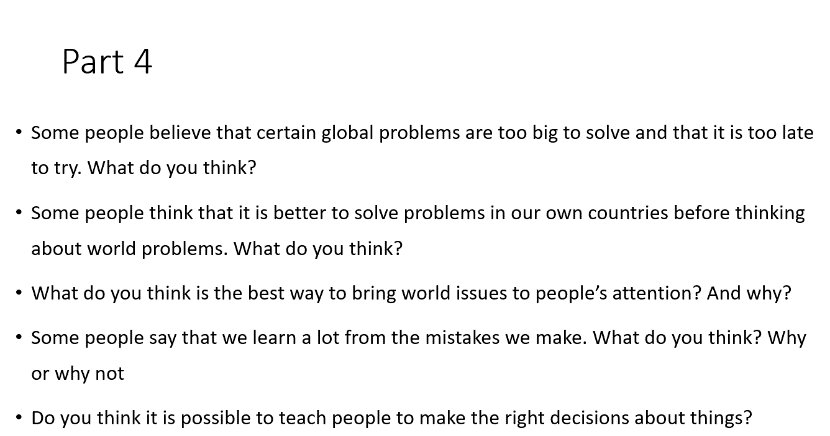 Part 4
• Some people believe that certain global problems are too big to solve and that it is too late
to try. What do you think?
• Some people think that it is better to solve problems in our own countries before thinking
about world problems. What do you think?
• What do you think is the best way to bring world issues to people’s attention? And why?
• Some people say that we learn a lot from the mistakes we make. What do you think? Why
or why not
• Do you think it is possible to teach people to make the right decisions about things?